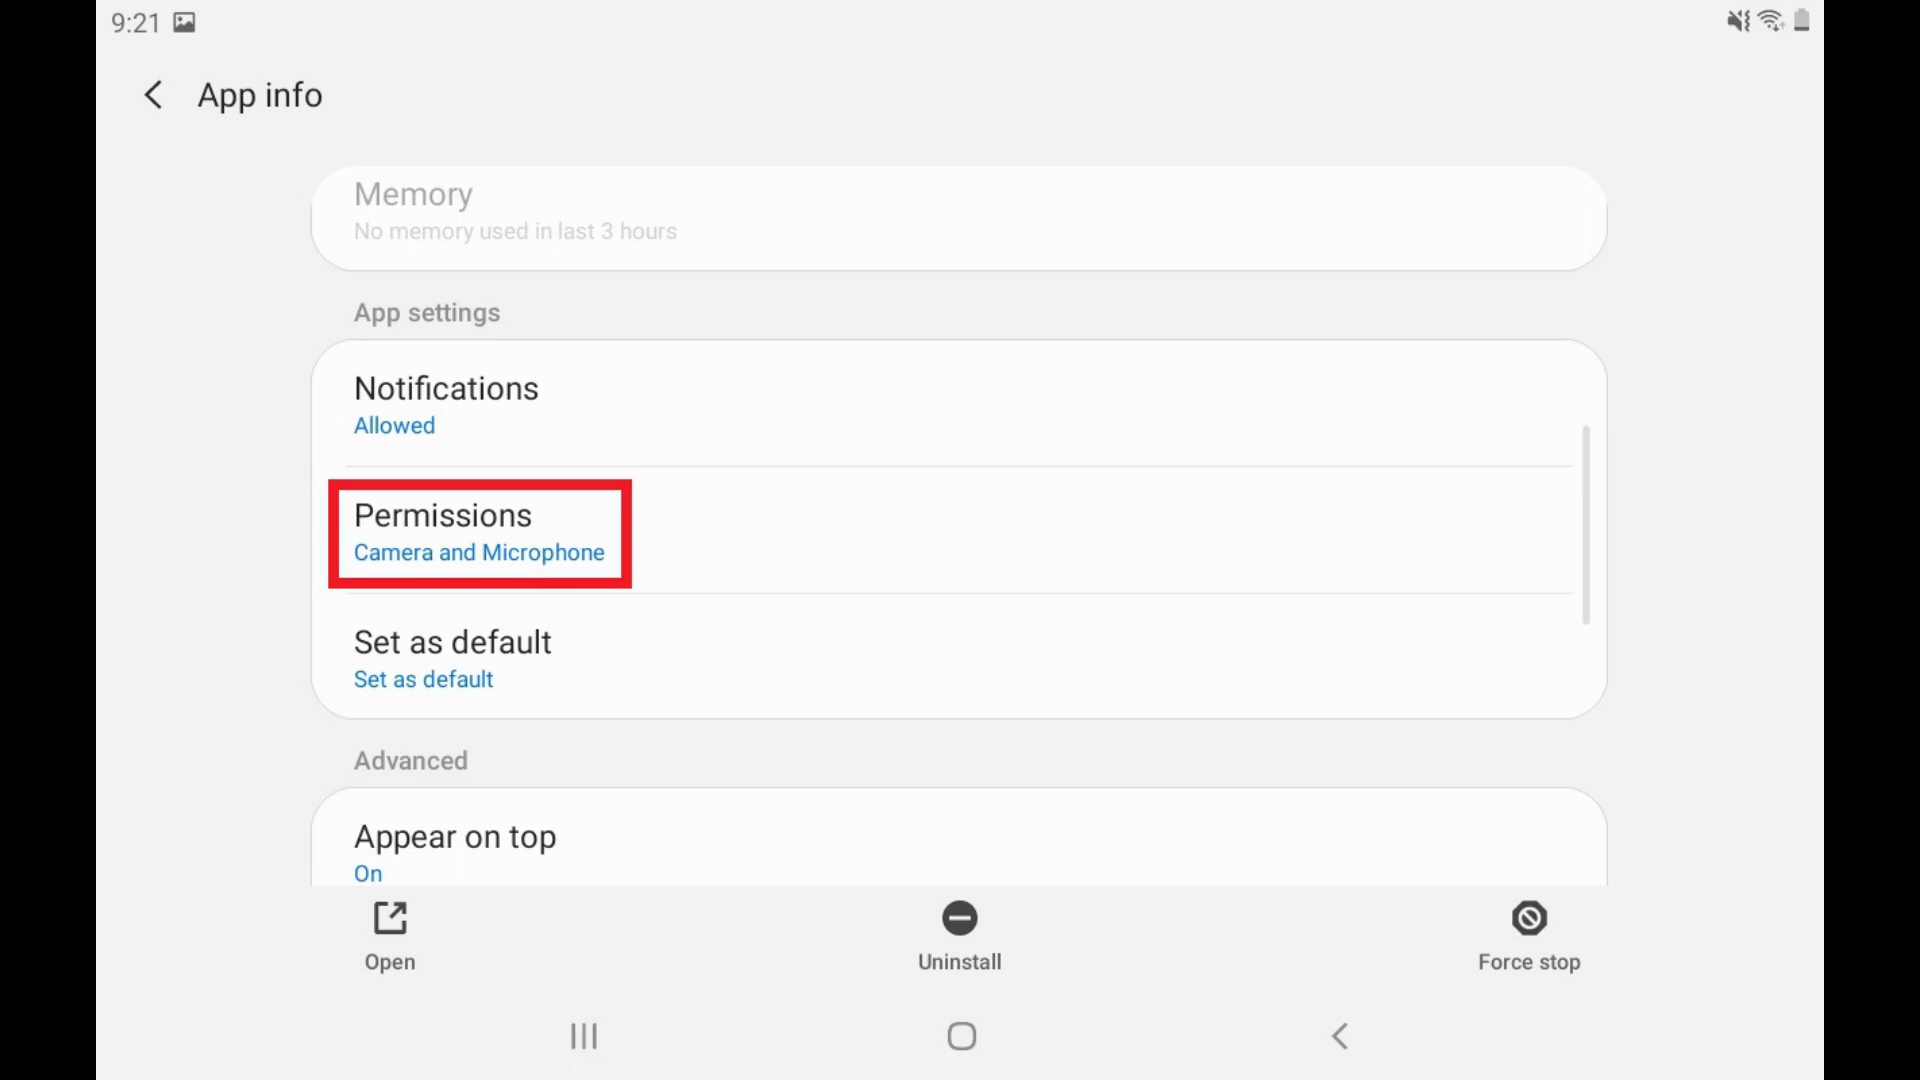 9:21
App info
Memory
No memory used in last 3 hours
App settings
Notifications
Allowed
Permissions
Camera and Microphone
Set as default
Set as default
Advanced
Appear on top
On
Open
Uninstall
Force stop